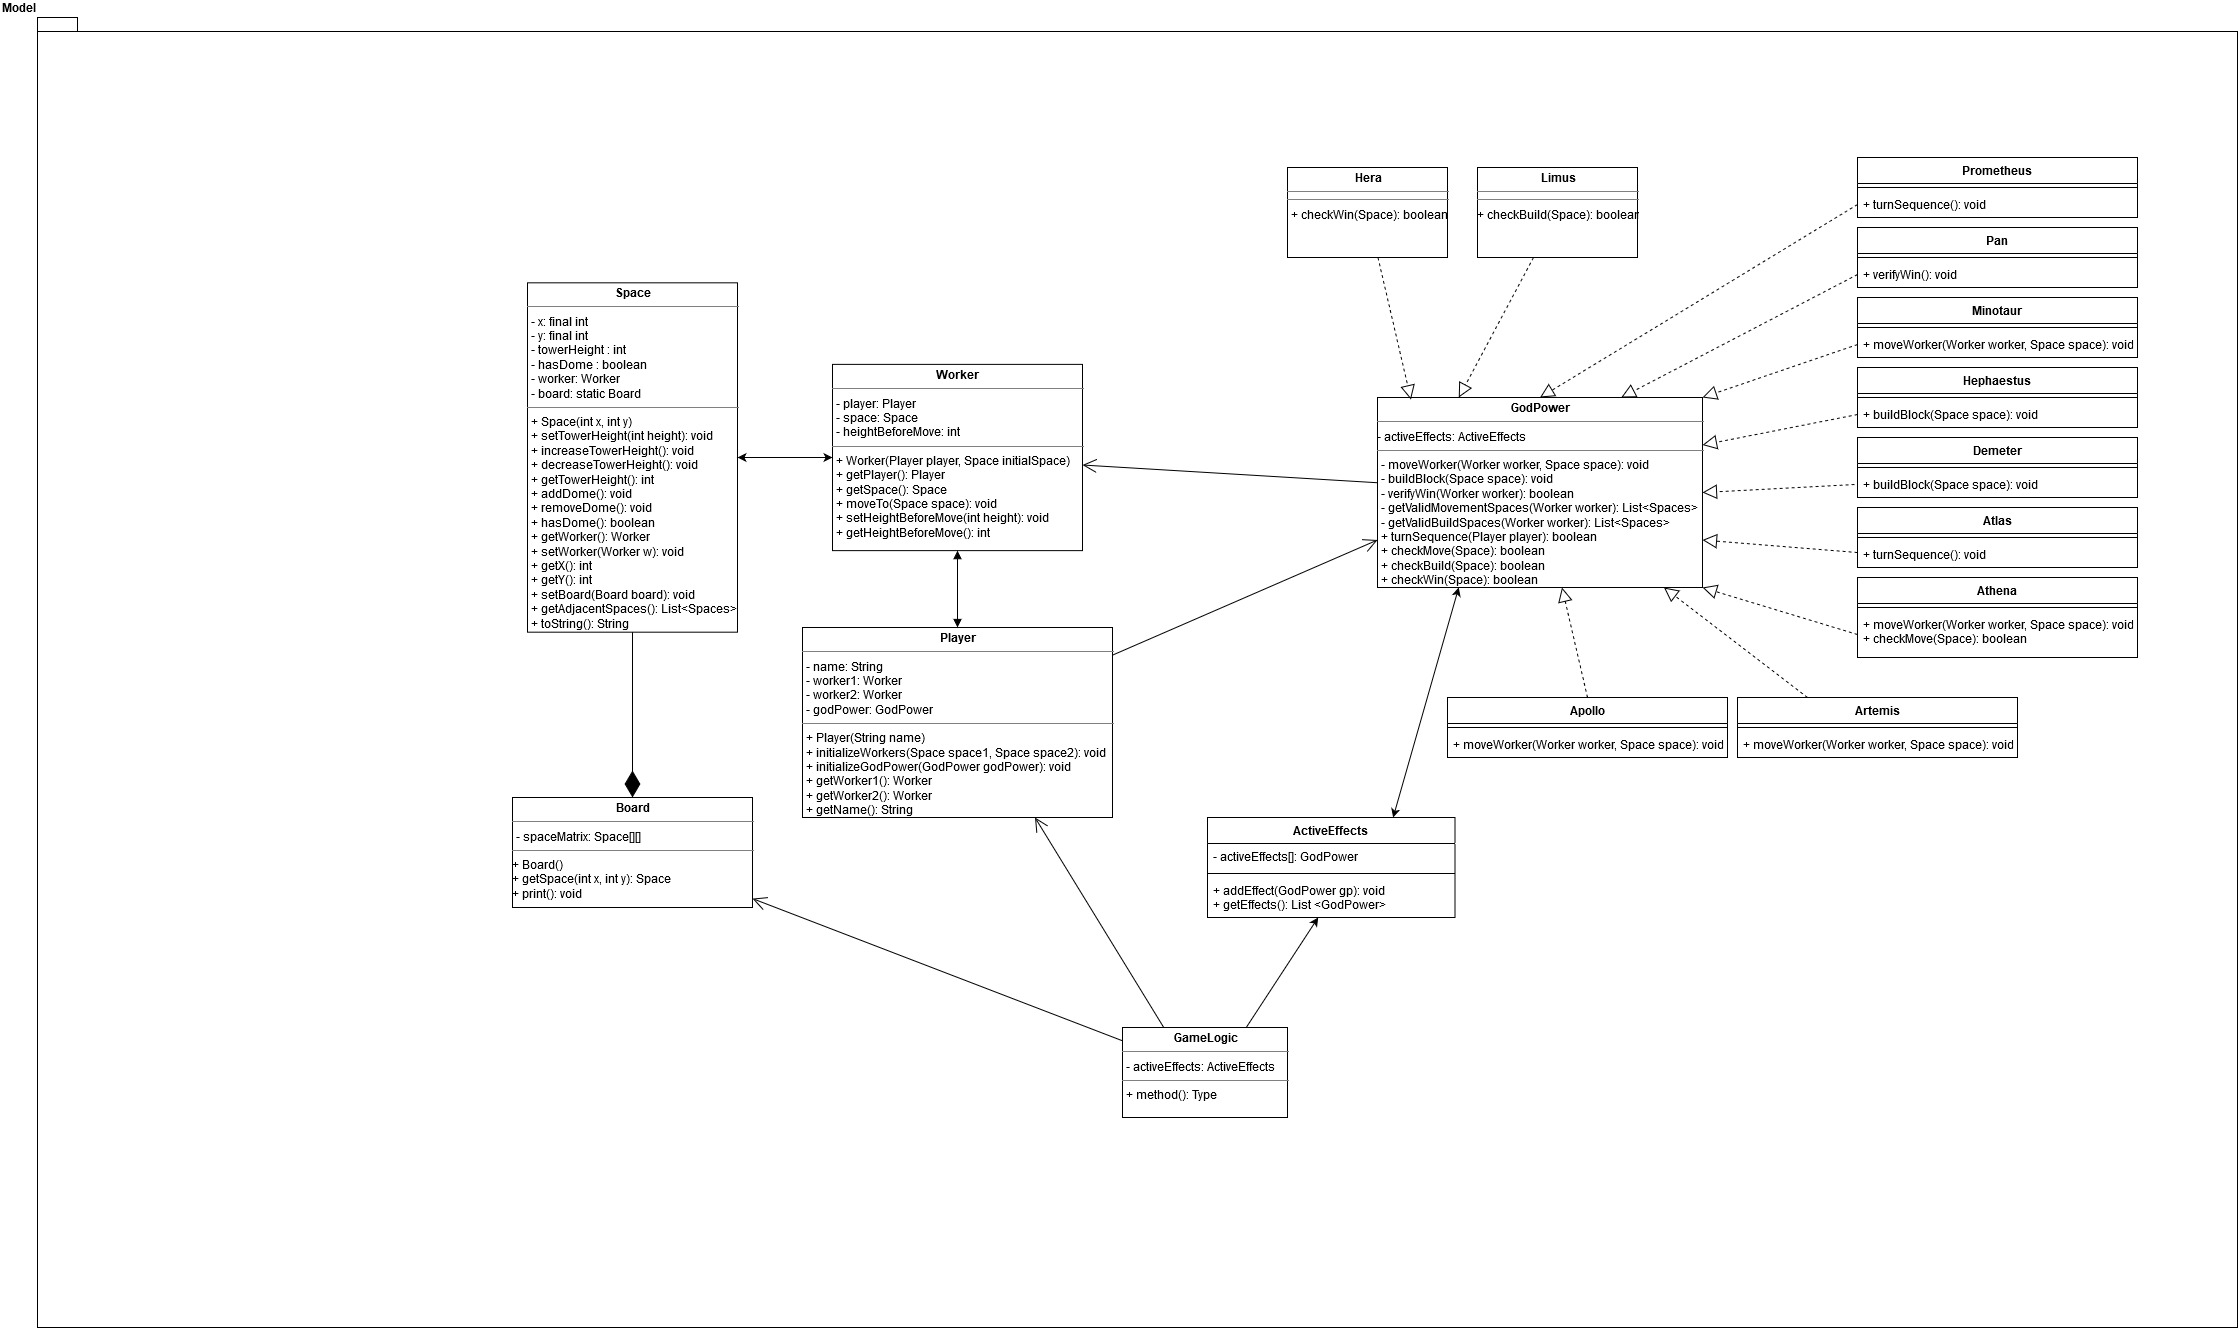 Model
Hera
+ checkWin(Space): boolean
Limus
+ checkBuild(Space): boolean
Prometheus
+ turnSequence(): void
Pan
+ verifyWin(): void
Minotaur
+ moveWorker(Worker worker, Space space): void
Hephaestus
+ buildBlock(Space space): void
Demeter
+ buildBlock(Space space): void
Atlas
+ turnSequence(): void
Athena
+ moveWorker(Worker worker, Space space): void
+ checkMove(Space): boolean
Space
- x: final int
- y: final int
- towerHeight : int
- hasDome : boolean
- worker: Worker
- board: static Board
+ Space(int x, int y)
+ setTowerHeight(int height): void
+ increaseTowerHeight(): void
+ decreaseTowerHeight(): void
+ getTowerHeight(): int
+ addDome(): void
+ removeDome(): void
+ hasDome(): boolean
+ getWorker(): Worker
+ setWorker(Worker w): void
+ getX(): int
+ getY(): int
+ setBoard(Board board): void
+ getAdjacentSpaces(): List<Spaces>
+ toString(): String
Worker
- player: Player
- space: Space
- heightBeforeMove: int
+ Worker(Player player, Space initialSpace)
+ getPlayer(): Player
+ getSpace(): Space
+ moveTo(Space space): void
+ setHeightBeforeMove(int height): void
+ getHeightBeforeMove(): int
GodPower
- activeEffects: ActiveEffects
- moveWorker(Worker worker, Space space): void
- buildBlock(Space space): void
- verifyWin(Worker worker): boolean
- getValidMovementSpaces(Worker worker): List<Spaces>
- getValidBuildSpaces(Worker worker): List<Spaces>
+ turnSequence(Player player): boolean
+ checkMove(Space): boolean
+ checkBuild(Space): boolean
+ checkWin(Space): boolean
Player
- name: String
- worker1: Worker
- worker2: Worker
- godPower: GodPower
+ Player(String name)
+ initializeWorkers(Space space1, Space space2): void
+ initializeGodPower(GodPower godPower): void
+ getWorker1(): Worker
+ getWorker2(): Worker
+ getName(): String
Apollo
+ moveWorker(Worker worker, Space space): void
Artemis
+ moveWorker(Worker worker, Space space): void
Board
- spaceMatrix: Space[][]
+ Board()
+ getSpace(int x, int y): Space
+ print(): void
ActiveEffects
- activeEffects[]: GodPower
+ addEffect(GodPower gp): void
+ getEffects(): List <GodPower>
GameLogic
- activeEffects: ActiveEffects
+ method(): Type